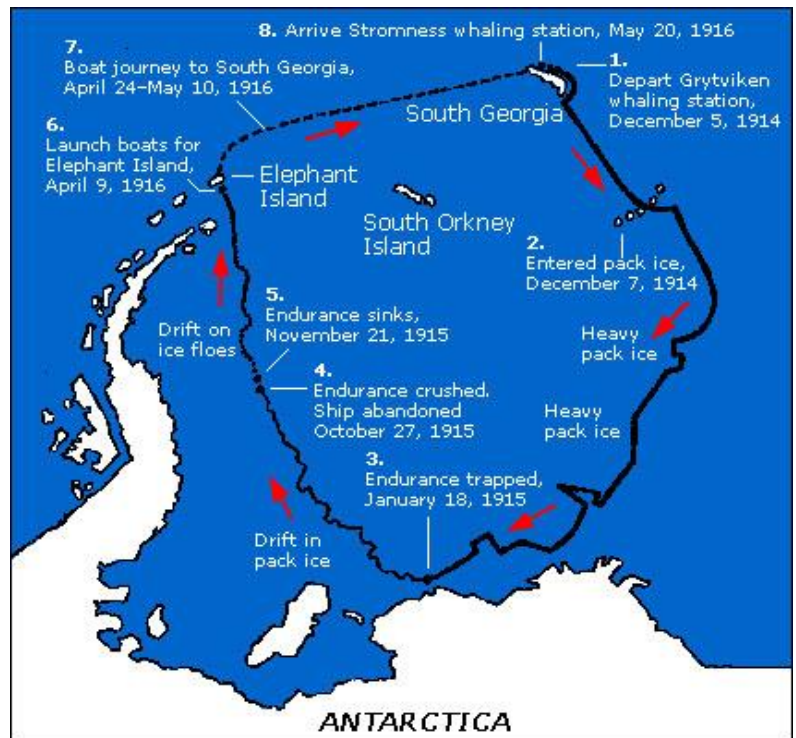 8. Arrive Stromness whaling station, May 20, 1916
7.
Boat journey to South Georgia,
April 24-May 10, 1916
1.
Depart Grytviken
whaling station,
December 5, 1914
South Georgia
6.
Launch boats for
Elephant Island,
April 9, 1916
Elephant
Island
South Orkney
Island
2.
Entered pack ice,
December 7, 1914
5.
Endurance sinks,
November 21, 1915
Drift on
ice floes
Heavy
pack ice
4.
Endurance crushed.
Ship abandoned
October 27, 1915
Heavy
pack ice
3.
Endurance trapped,
January 18, 1915
Drift in
pack ice
ANTARCTICA